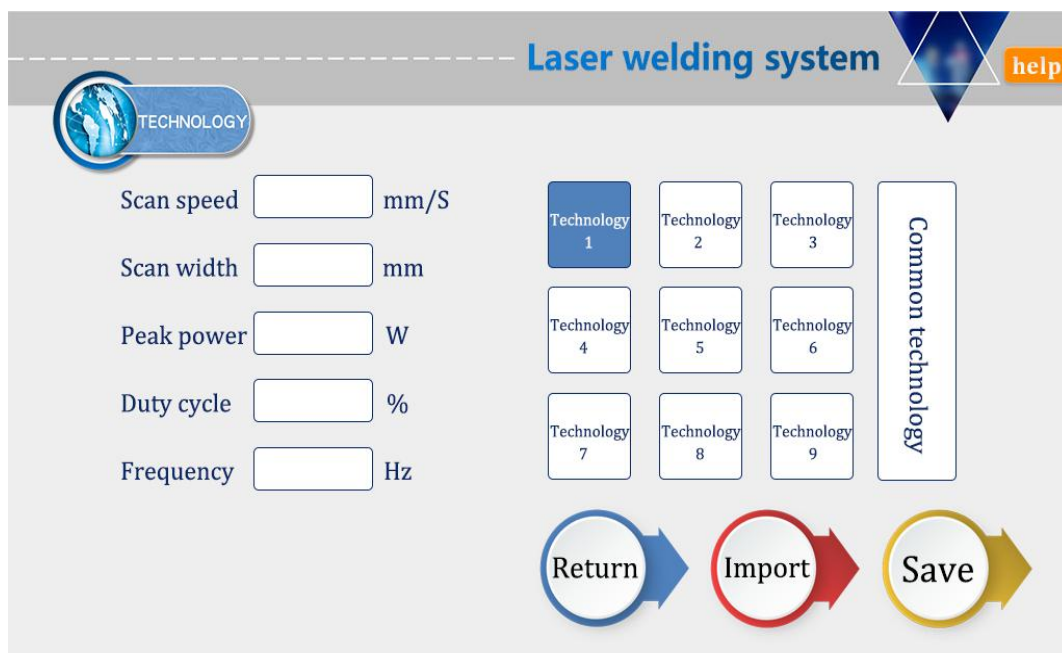 Laser welding system
help
TECHNOLOGY
Scan speed mm/S
Scan width mm
Peak power W
Duty cycle %
Frequency Hz
Technology
1
Technology
2
Technology
3
Technology
4
Technology
5
Technology
6
Technology
7
Technology
8
Technology
9
Common technology
Return
Import
Save